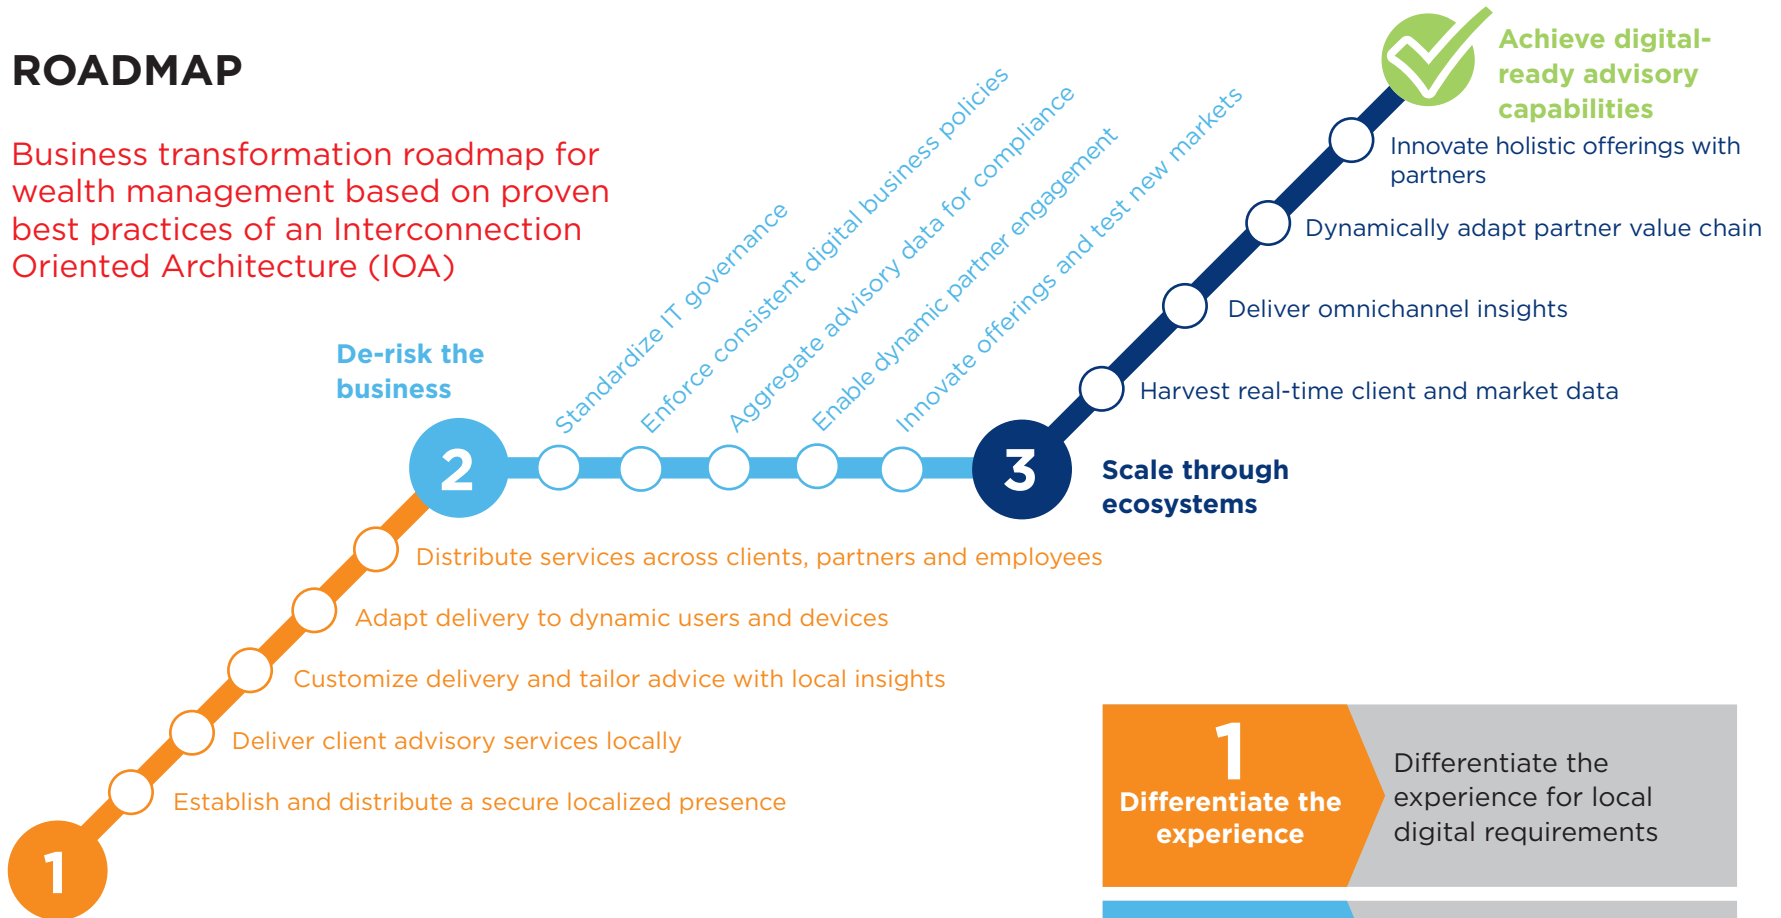 ROADMAP
Business transformation roadmap for
wealth management based on proven
best practices of an Interconnection
Oriented Architecture (IOA)
Achieve digital-
ready advisory
capabilities
Innovate holistic offerings with
partners
Dynamically adapt partner value chain
Deliver omnichannel insights
Harvest real-time client and market data
3
Scale through
ecosystems
De-risk the
business
2
Standardize IT governance
Enforce consistent digital business policies
Aggregate advisory data for compliance
Enable dynamic partner engagement
Innovate offerings and test new markets
Distribute services across clients, partners and employees
Adapt delivery to dynamic users and devices
Customize delivery and tailor advice with local insights
Deliver client advisory services locally
Establish and distribute a secure localized presence
1
1
Differentiate the
experience
Differentiate the
experience for local
digital requirements